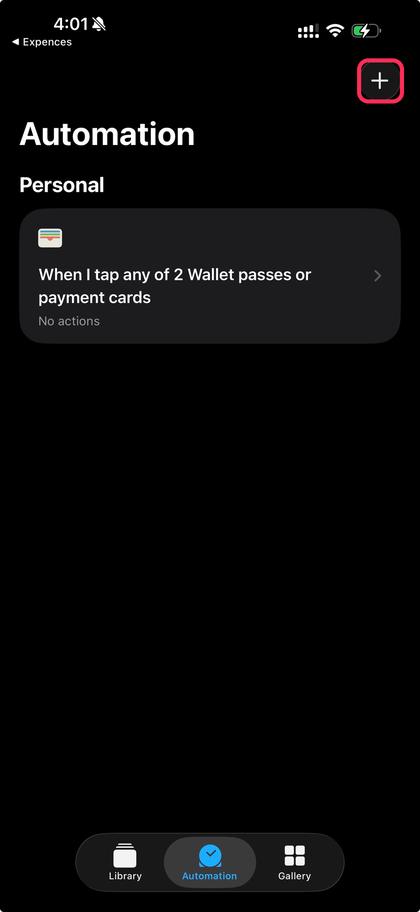 4:01
◀ Expences
Automation
Personal
When I tap any of 2 Wallet passes or
payment cards
No actions
Library
Automation
Gallery